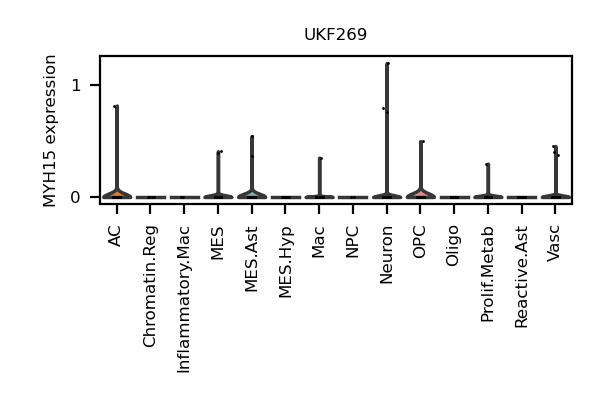 UKF269
MYH15 expression
1
0
AC
Chromatin.Reg
Inflammatory.Mac
MES
MES.Ast
MES.Hyp
Mac
NPC
Neuron
OPC
Oligo
Prolif.Metab
Reactive.Ast
Vasc